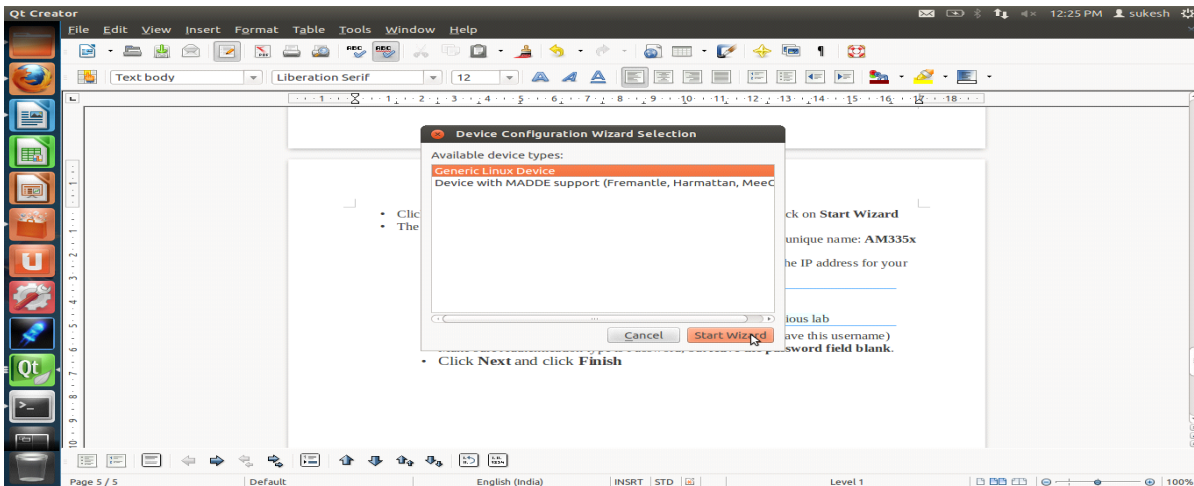 Qt Creator
12:25 PM sukesh
File Edit View Insert Format Table Tools Window Help
Text body
Liberation Serif
12
Device Configuration Wizard Selection
Available device types:
Generic Linux Device
Device with MADDE support (Fremantle, Harmattan, MeeC
Cancel
Start Wizard
• Clic
ck on Start Wizard
• The
unique name: AM335x
he IP address for your
ious lab
ave this username)
password field blank.
• Click Next and click Finish
Page 5 / 5
Default
English (India)
INSRT
STD
Level 1
100%